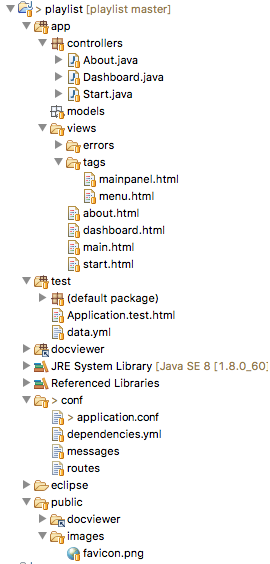 > playlist [playlist master]
app
controllers
About.java
Dashboard.java
Start.java
models
views
errors
tags
mainpanel.html
menu.html
about.html
dashboard.html
main.html
start.html
test
(default package)
Application.test.html
data.yml
docviewer
JRE System Library [Java SE 8 [1.8.0_60]
Referenced Libraries
> conf
> application.conf
dependencies.yml
messages
routes
eclipse
public
docviewer
images
favicon.png